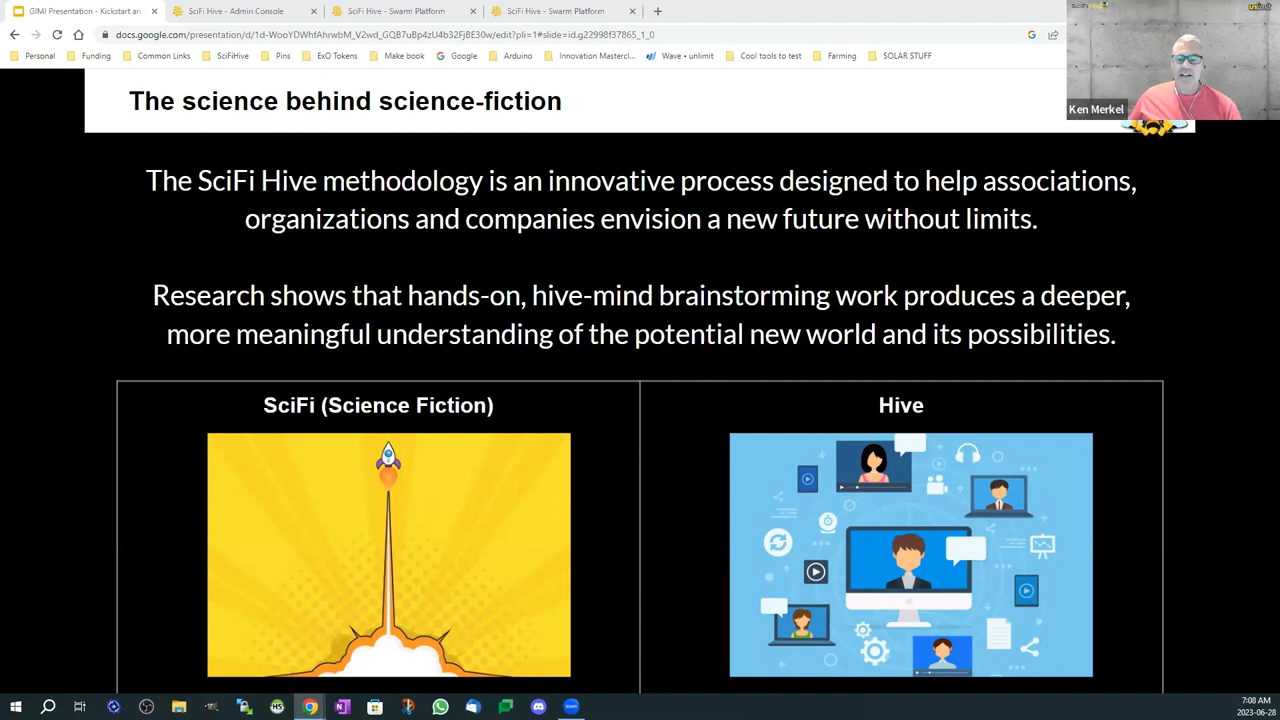 GIMI Presentation - Kickstart an
SciFi Hive - Admin Console
SciFi Hive - Swarm Platform
SciFi Hive - Swarm Platform
docs.google.com/presentation/d/1d-WooYDWhfAhrwbM_V2wd_GQB7uBp4zU4b32FjBE30w/edit?pli=1#slide=id.g22998f37865_1_0
Personal
Funding
Common Links
SciFiHive
Pins
ExO Tokens
Make book
Google
Arduino
Innovation Mastercl...
Wave • unlimit
Cool tools to test
Farming
SOLAR STUFF
SciFiHive
unlimit
Ken Merkel
The science behind science-fiction
The SciFi Hive methodology is an innovative process designed to help associations,
organizations and companies envision a new future without limits.
Research shows that hands-on, hive-mind brainstorming work produces a deeper,
more meaningful understanding of the potential new world and its possibilities.
SciFi (Science Fiction)
Hive
zoom
7:08 AM
2023-06-28